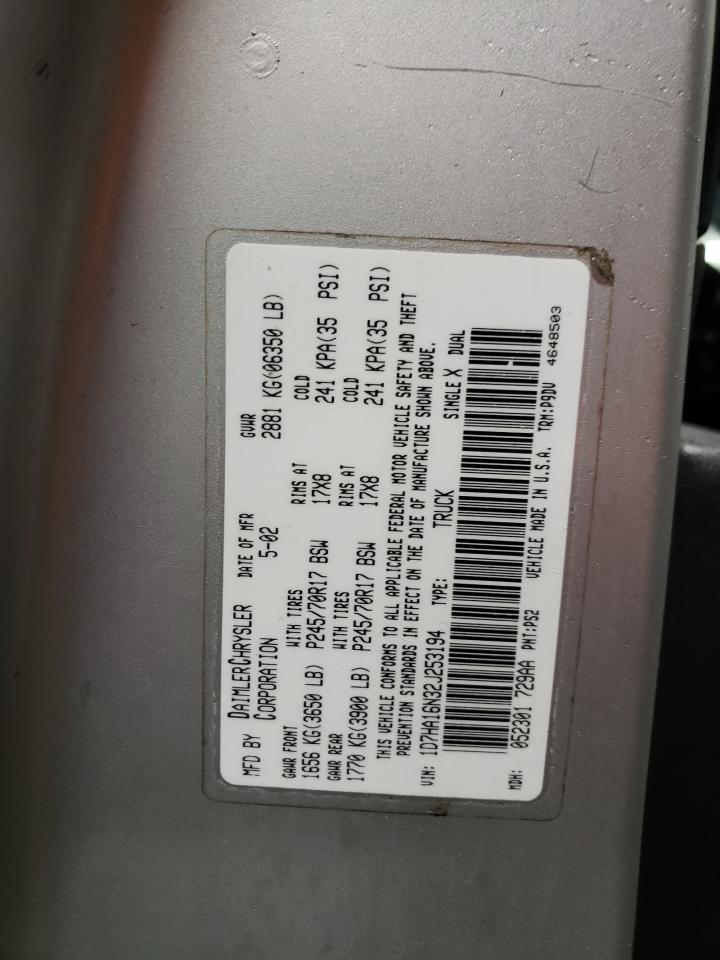 MFD BY DAIMLERCHRYSLER CORPORATION DATE OF MFR 5-02 GVWR 2881 KG(06350 LB)
GAWR FRONT WITH TIRES RIMS AT COLD
1656 KG(3650 LB) P245/70R17 BSW 17X8 241 KPA(35 PSI)
GAWR REAR WITH TIRES RIMS AT COLD
1770 KG(3900 LB) P245/70R17 BSW 17X8 241 KPA(35 PSI)
THIS VEHICLE CONFORMS TO ALL APPLICABLE FEDERAL MOTOR VEHICLE SAFETY AND THEFT
PREVENTION STANDARDS IN EFFECT ON THE DATE OF MANUFACTURE SHOWN ABOVE.
VIN: 1D7HA16N32J253194 TYPE: TRUCK SINGLE X DUAL
MDH: 052301 729AA PNT:PS2 VEHICLE MADE IN U.S.A. TRM:P9DV
4648503